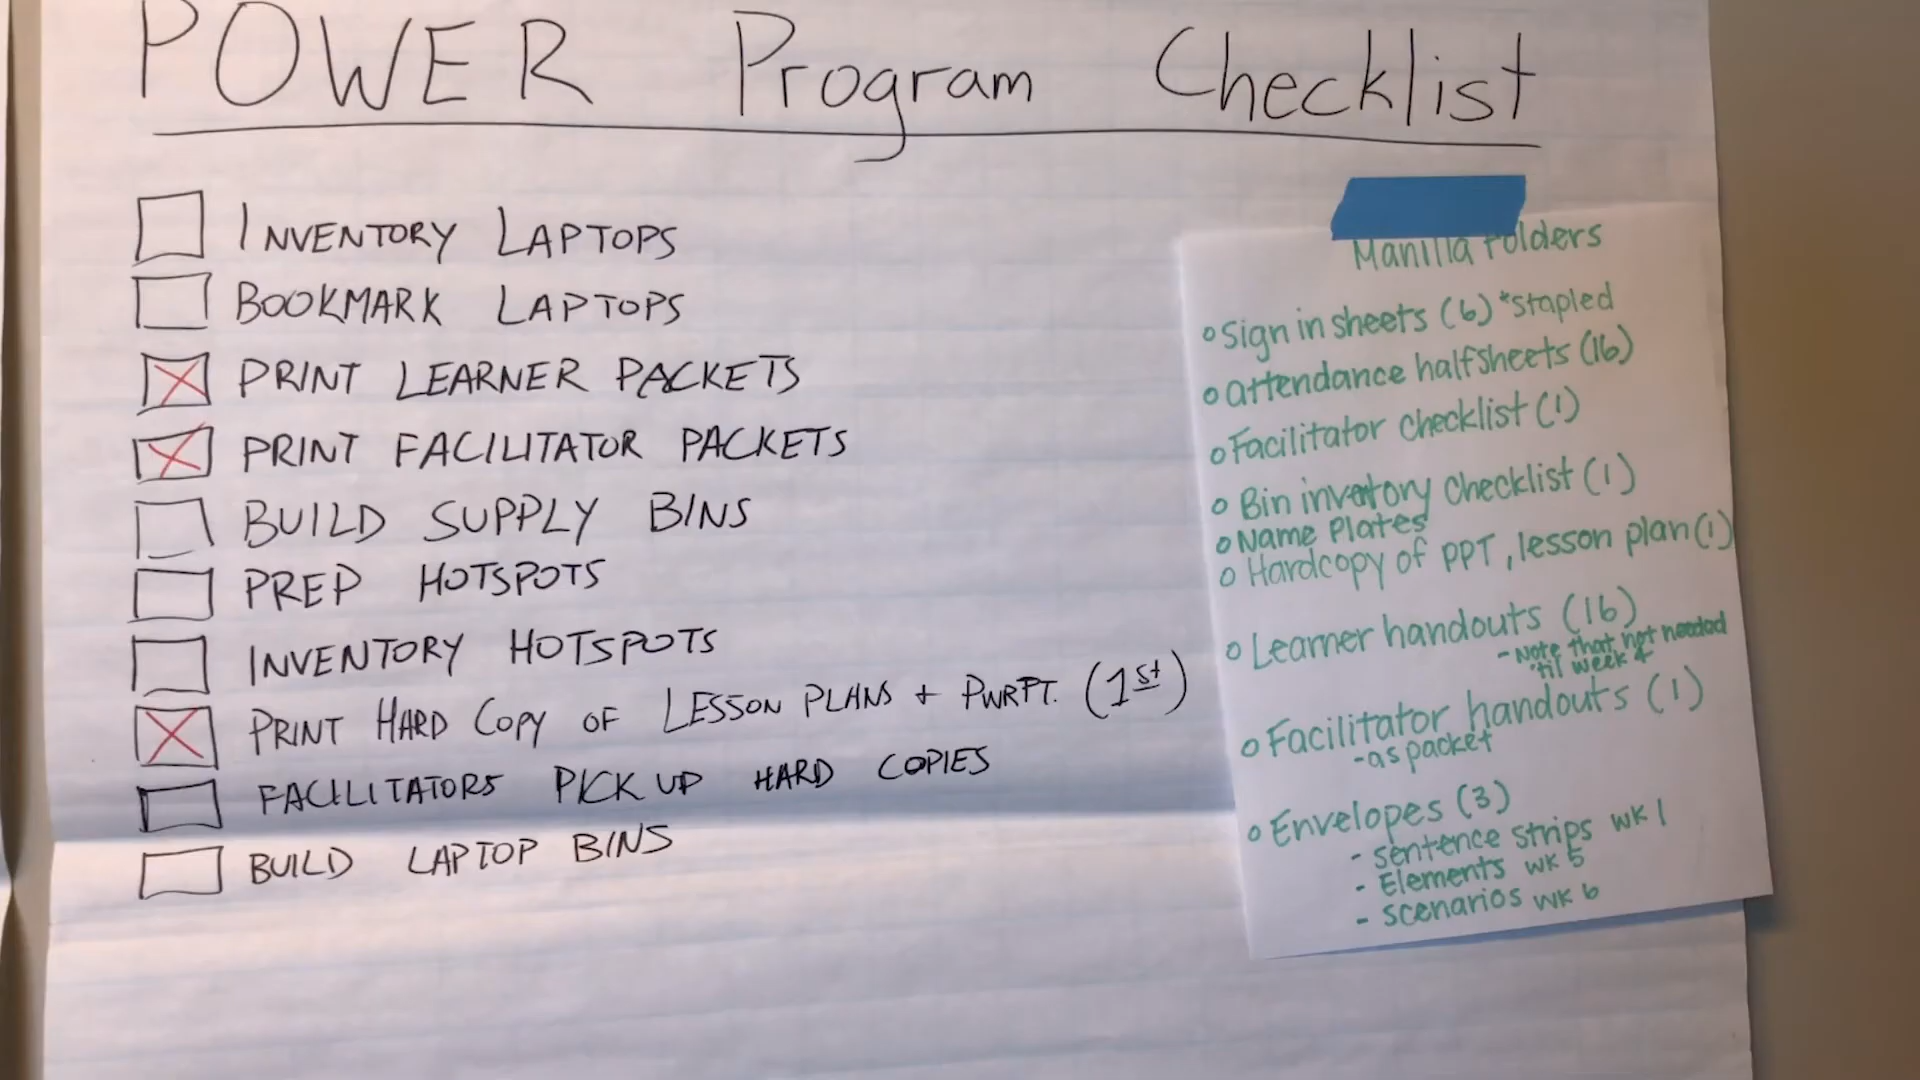 POWER Program Checklist
INVENTORY LAPTOPS
BOOKMARK LAPTOPS
PRINT LEARNER PACKETS
PRINT FACILITATOR PACKETS
BUILD SUPPLY BINS
PREP HOTSPOTS
INVENTORY HOTSPOTS
PRINT HARD COPY OF LESSON PLANS + PWRPT. (1st)
FACILITATORS PICK UP HARD COPIES
BUILD LAPTOP BINS
Manilla Folders
Sign in sheets (6) *stapled
Attendance halfsheets (16)
Facilitator checklist (1)
Bin inventory checklist (1)
Name Plates
Hardcopy of PPT, lesson plan (1)
Learner handouts (16)
- Note that not needed
'til week 4
Facilitator handouts (1)
- as packet
Envelopes (3)
- sentence strips wk 1
- Elements wk 5
- scenarios wk 6